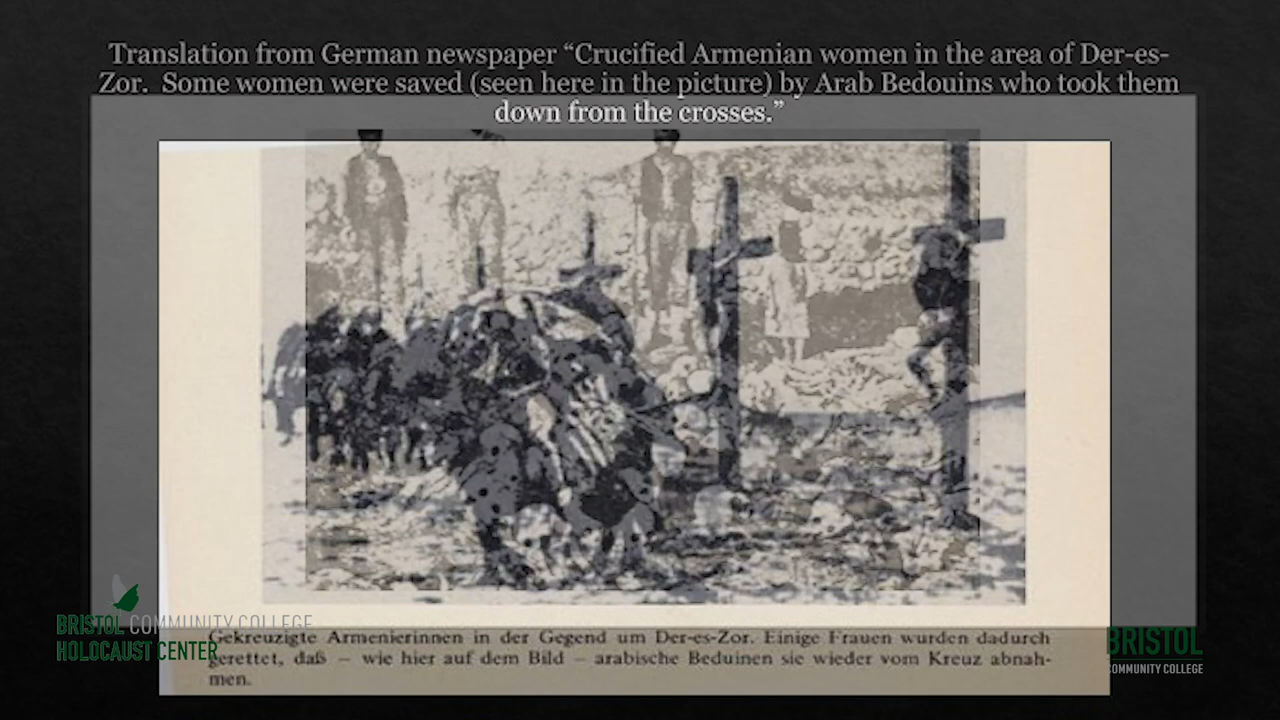 Translation from German newspaper “Crucified Armenian women in the area of Der-es-
Zor. Some women were saved (seen here in the picture) by Arab Bedouins who took them
down from the crosses.”
Gekreuzigte Armenierinnen in der Gegend um Der-es-Zor. Einige Frauen wurden dadurch
gerettet, daß – wie hier auf dem Bild – arabische Beduinen sie wieder vom Kreuz abnah-
men.
BRISTOL COMMUNITY COLLEGE
HOLOCAUST CENTER
BRISTOL
COMMUNITY COLLEGE